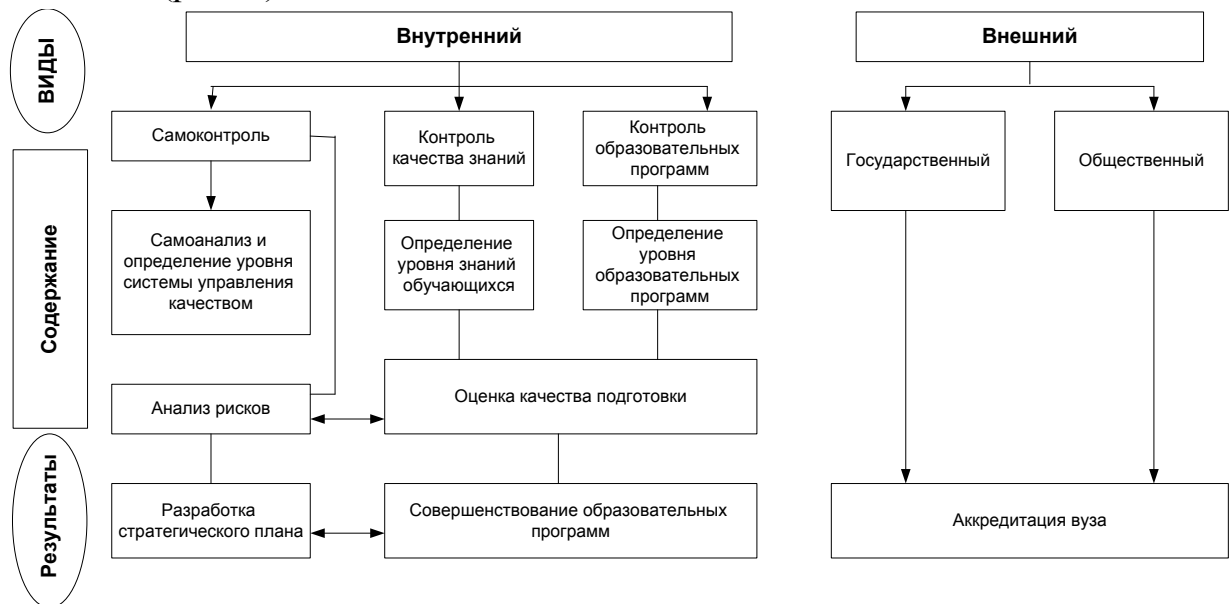 ВИДЫ
Внутренний
Внешний
Самоконтроль
Контроль
качества знаний
Контроль
образовательных
программ
Государственный
Общественный
Содержание
Самоанализ и
определение уровня
системы управления
качеством
Определение
уровня знаний
обучающихся
Определение
уровня
образовательных
программ
Анализ рисков
Оценка качества подготовки
Результаты
Разработка
стратегического плана
Совершенствование образовательных
программ
Аккредитация вуза